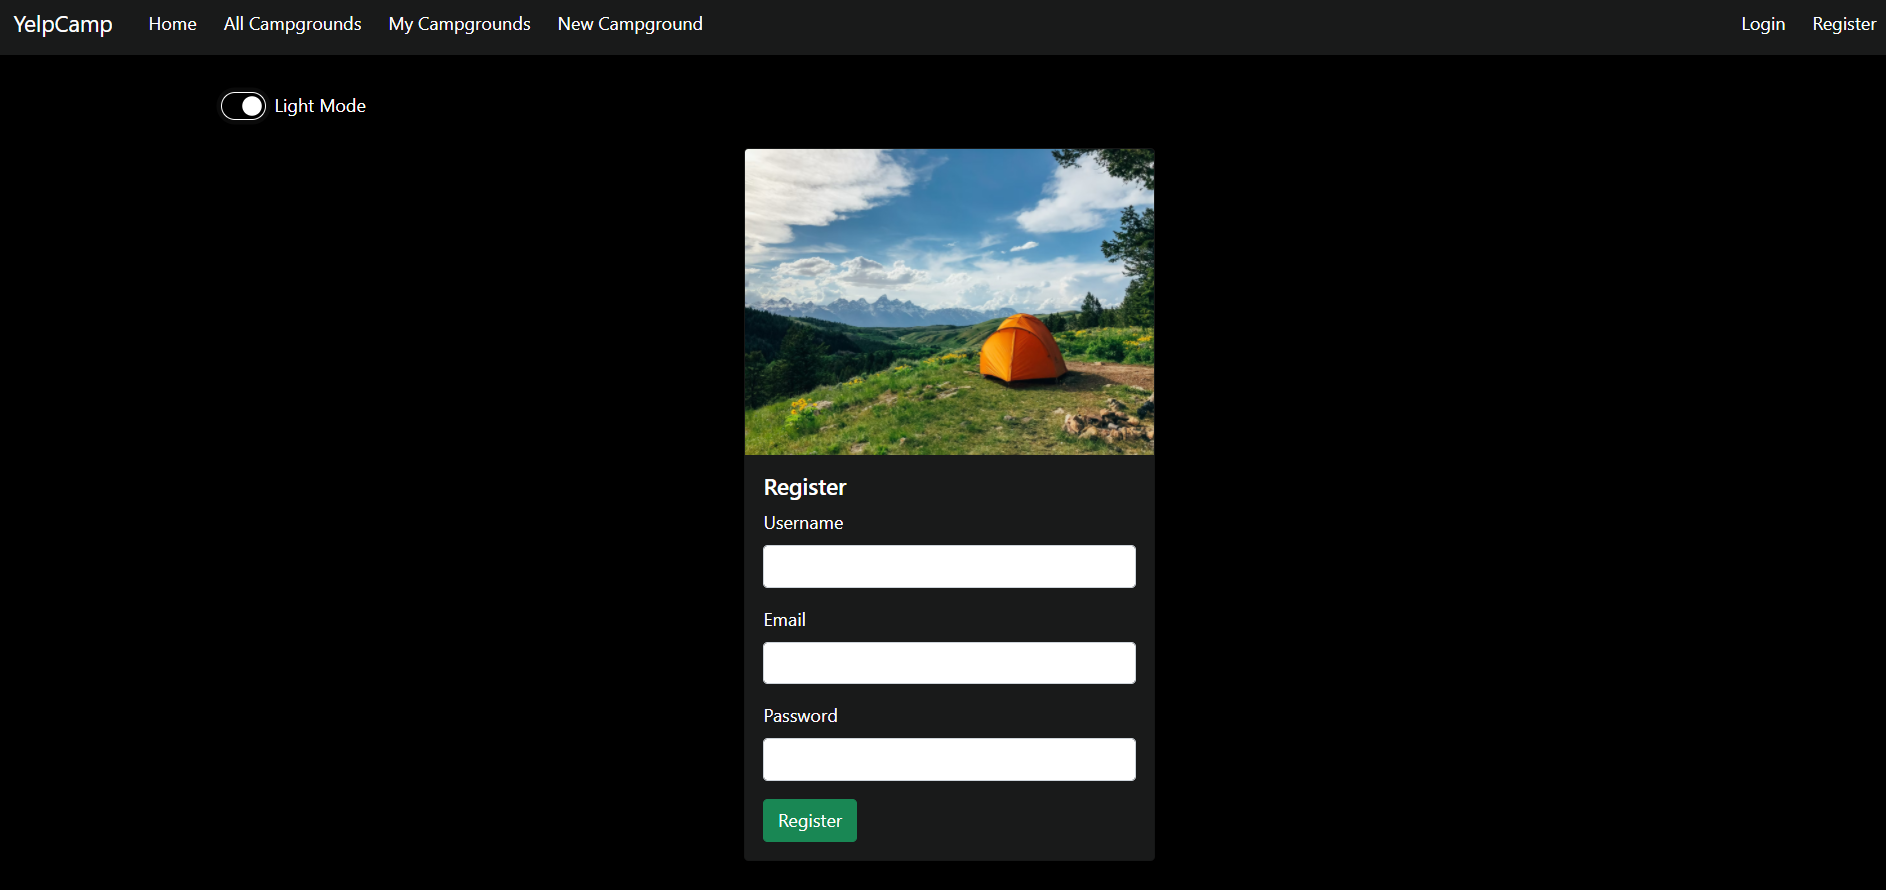 YelpCamp Home All Campgrounds My Campgrounds New Campground Login Register
Light Mode
Register
Username
Email
Password
Register